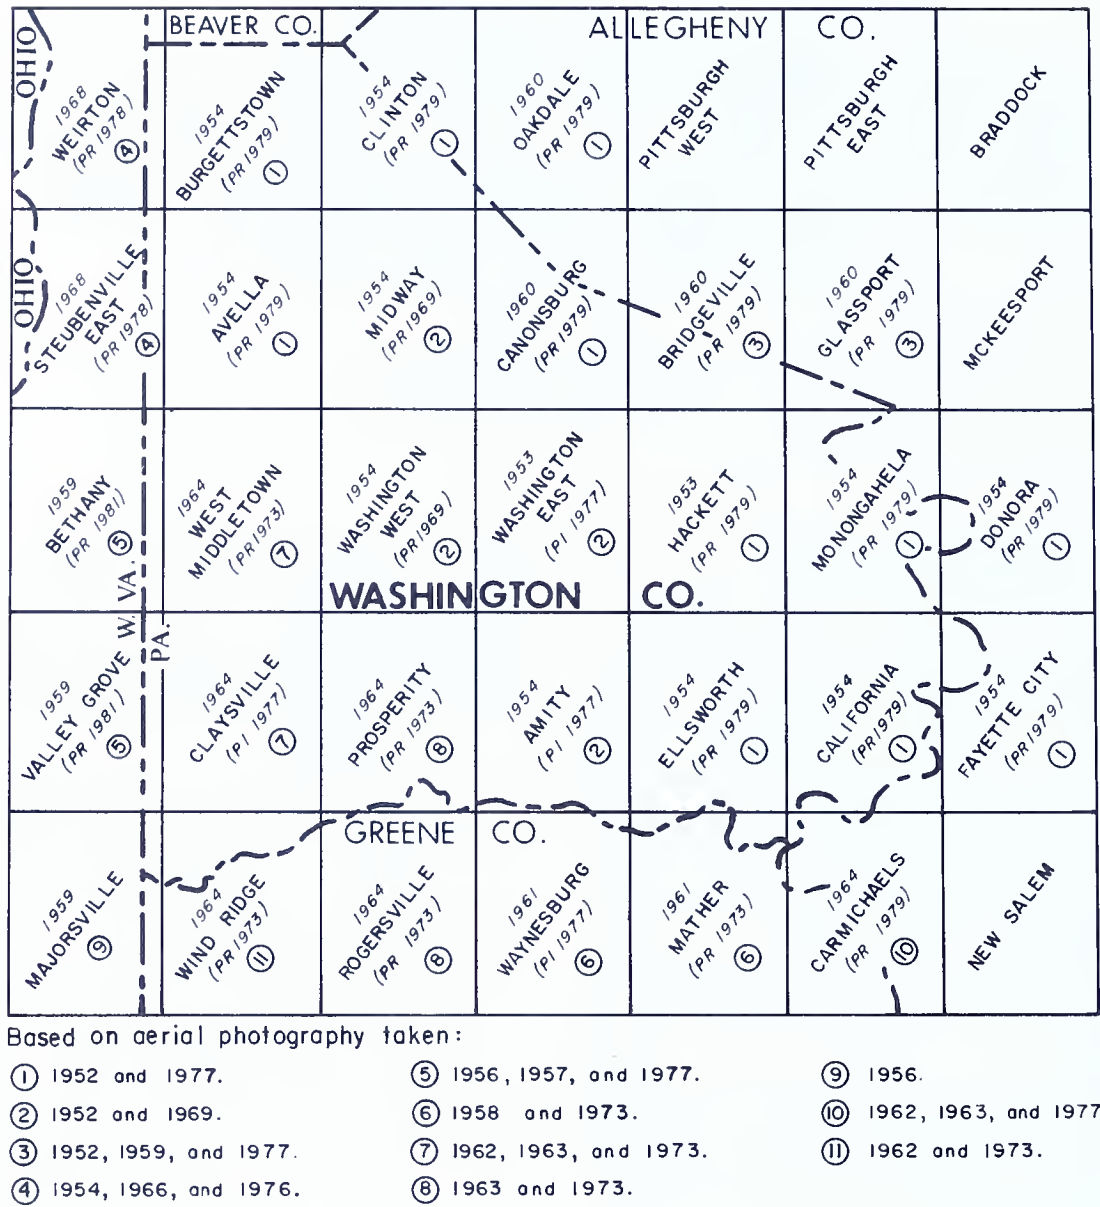 BEAVER CO.
ALLEGHENY CO.
OHIO
1968
WEIRTON
(PR 1978)
4
1954
BURGETTSTOWN
(PR 1979)
1
1954
CLINTON
(PR 1979)
1
1960
OAKDALE
(PR 1979)
1
PITTSBURGH
WEST
PITTSBURGH
EAST
BRADDOCK
OHIO
1968
STEUBENVILLE
EAST
(PR 1978)
4
1954
AVELLA
(PR 1979)
1
1954
MIDWAY
(PR 1969)
2
1960
CANONSBURG
(PR 1979)
1
1960
BRIDGEVILLE
(PR 1979)
3
1960
GLASSPORT
(PR 1979)
3
MCKEESPORT
1959
BETHANY
(PR 1981)
5
1964
WEST
MIDDLETOWN
(PR 1973)
7
1954
WASHINGTON
WEST
(PR 1969)
2
1953
WASHINGTON
EAST
(PI 1977)
2
1953
HACKETT
(PR 1979)
1
1954
MONONGAHELA
(PR 1979)
1
1954
DONORA
(PR 1979)
1
WASHINGTON CO.
W. VA.
PA.
1959
VALLEY GROVE
(PR 1981)
5
1964
CLAYSVILLE
(PI 1977)
7
1964
PROSPERITY
(PR 1973)
8
1954
AMITY
(PI 1977)
2
1954
ELLSWORTH
(PR 1979)
1
1954
CALIFORNIA
(PR 1979)
1
1954
FAYETTE CITY
(PR 1979)
1
GREENE CO.
1959
MAJORSVILLE
9
1964
WIND RIDGE
(PR 1973)
11
1964
ROGERSVILLE
(PR 1973)
8
1961
WAYNESBURG
(PI 1977)
6
1961
MATHER
(PR 1973)
6
1964
CARMICHAELS
(PR 1979)
10
NEW SALEM
Based on aerial photography taken:
1 1952 and 1977.
2 1952 and 1969.
3 1952, 1959, and 1977.
4 1954, 1966, and 1976.
5 1956, 1957, and 1977.
6 1958 and 1973.
7 1962, 1963, and 1973.
8 1963 and 1973.
9 1956.
10 1962, 1963, and 1977
11 1962 and 1973.